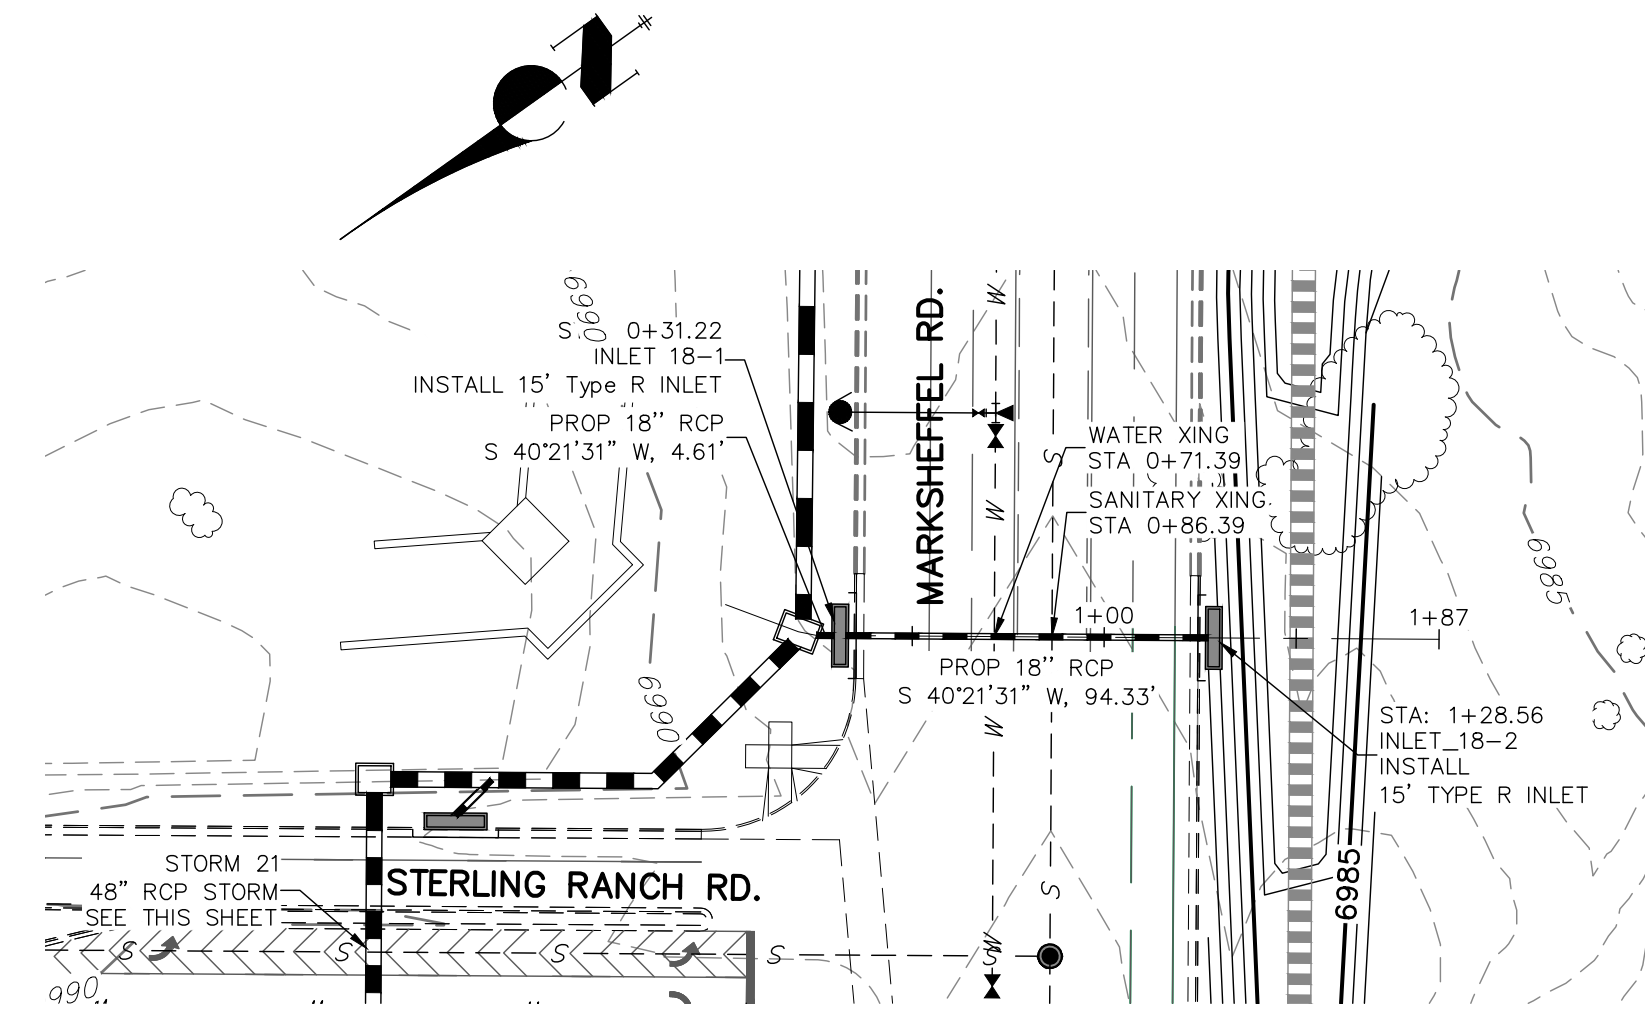 6990
S 0+31.22
INLET 18-1
INSTALL 15' Type R INLET
PROP 18" RCP
S 40°21'31" W, 4.61'
MARKSHEFFEL RD.
W
W
S
WATER XING
STA 0+71.39
SANITARY XING
STA 0+86.39
6985
1+00
1+87
PROP 18" RCP
S 40°21'31" W, 94.33'
6990
W
STA: 1+28.56
INLET_18-2
INSTALL
15' TYPE R INLET
STORM 21
48" RCP STORM
SEE THIS SHEET
STERLING RANCH RD.
S
6985
S
S
S
S
W
S
990